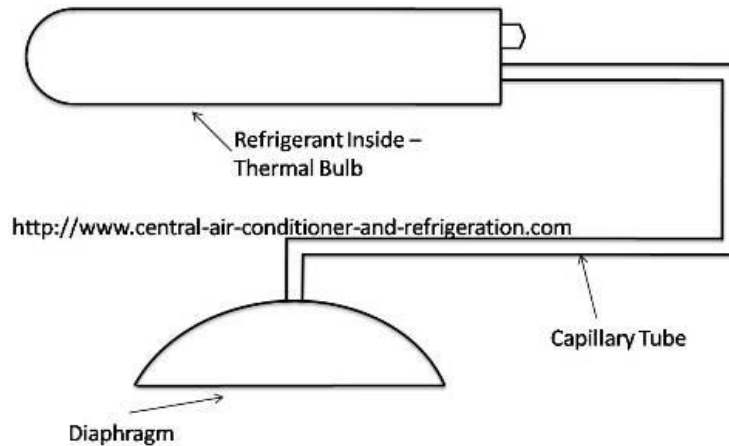 Refrigerant Inside –
Thermal Bulb
http://www.central-air-conditioner-and-refrigeration.com
Capillary Tube
Diaphragm